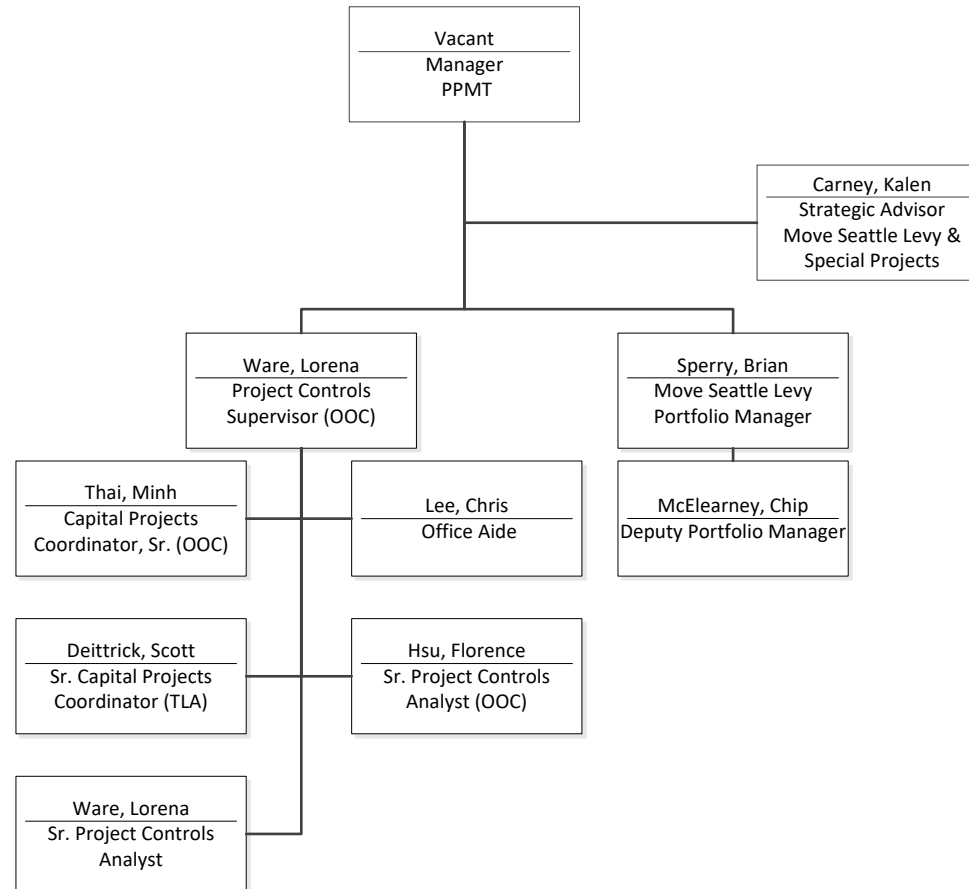 Vacant
Manager
PPMT
Carney, Kalen
Strategic Advisor
Move Seattle Levy &
Special Projects
Ware, Lorena
Project Controls
Supervisor (OOC)
Sperry, Brian
Move Seattle Levy
Portfolio Manager
Thai, Minh
Capital Projects
Coordinator, Sr. (OOC)
Lee, Chris
Office Aide
McElearney, Chip
Deputy Portfolio Manager
Deittrick, Scott
Sr. Capital Projects
Coordinator (TLA)
Hsu, Florence
Sr. Project Controls
Analyst (OOC)
Ware, Lorena
Sr. Project Controls
Analyst